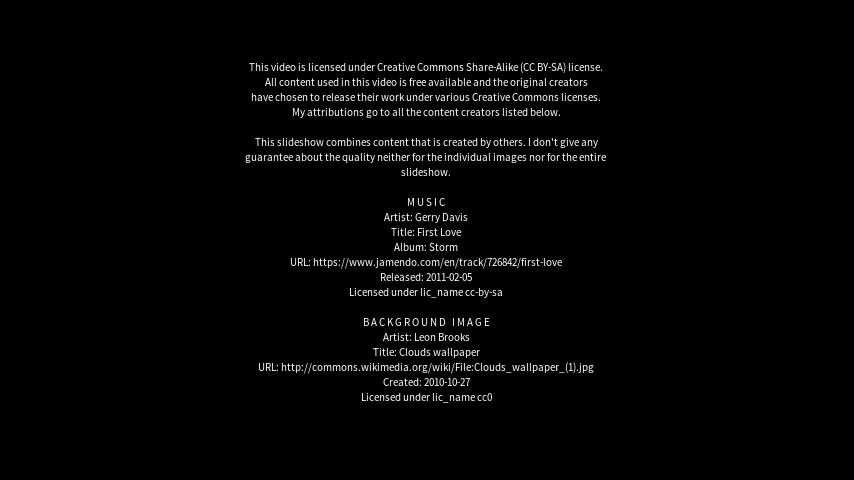 This video is licensed under Creative Commons Share-Alike (CC BY-SA) license.
All content used in this video is free available and the original creators
have chosen to release their work under various Creative Commons licenses.
My attributions go to all the content creators listed below.
This slideshow combines content that is created by others. I don't give any
guarantee about the quality neither for the individual images nor for the entire
slideshow.
MUSIC
Artist: Gerry Davis
Title: First Love
Album: Storm
URL: https://www.jamendo.com/en/track/726842/first-love
Released: 2011-02-05
Licensed under lic_name cc-by-sa
BACKGROUND IMAGE
Artist: Leon Brooks
Title: Clouds wallpaper
URL: http://commons.wikimedia.org/wiki/File:Clouds_wallpaper_(1).jpg
Created: 2010-10-27
Licensed under lic_name cc0